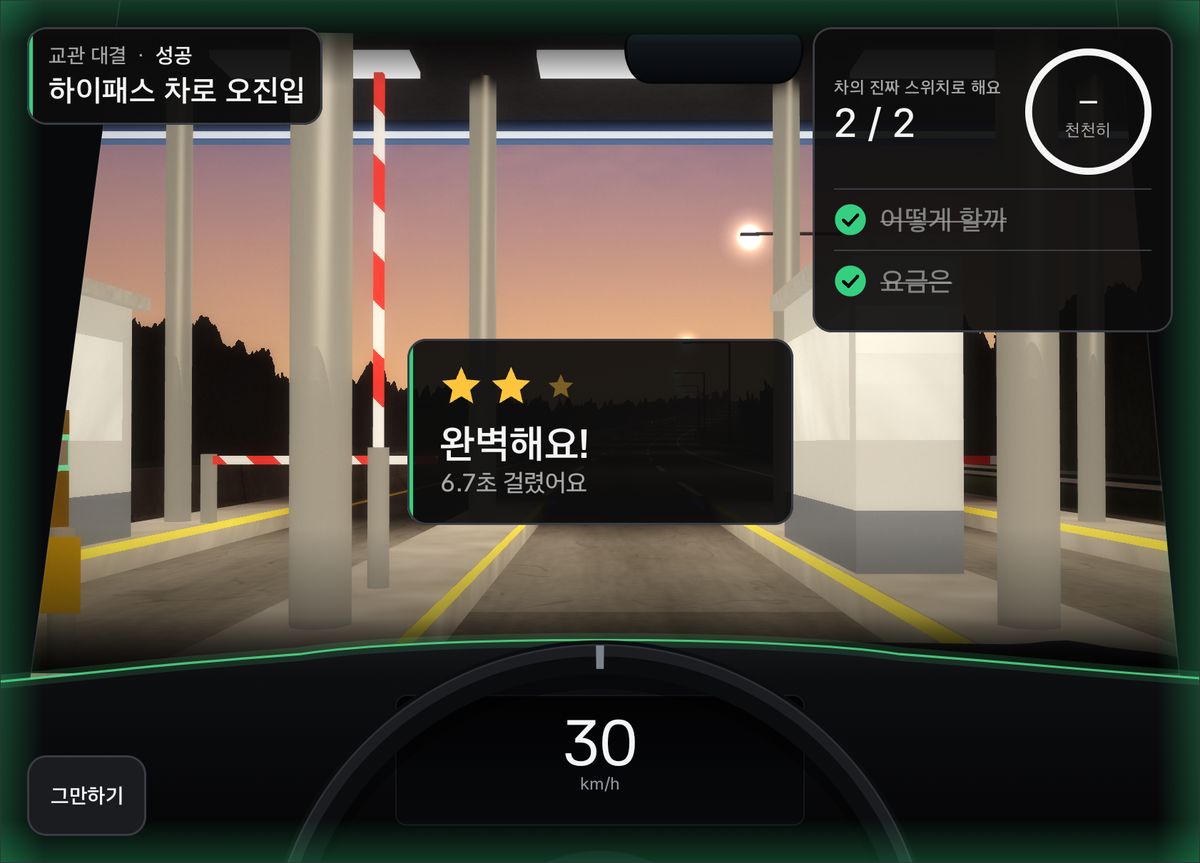 교관 대결 · 성공
하이패스 차로 오진입
차의 진짜 스위치로 해요
2 / 2
–
천천히
어떻게 할까
요금은
완벽해요!
6.7초 걸렸어요
30
km/h
그만하기